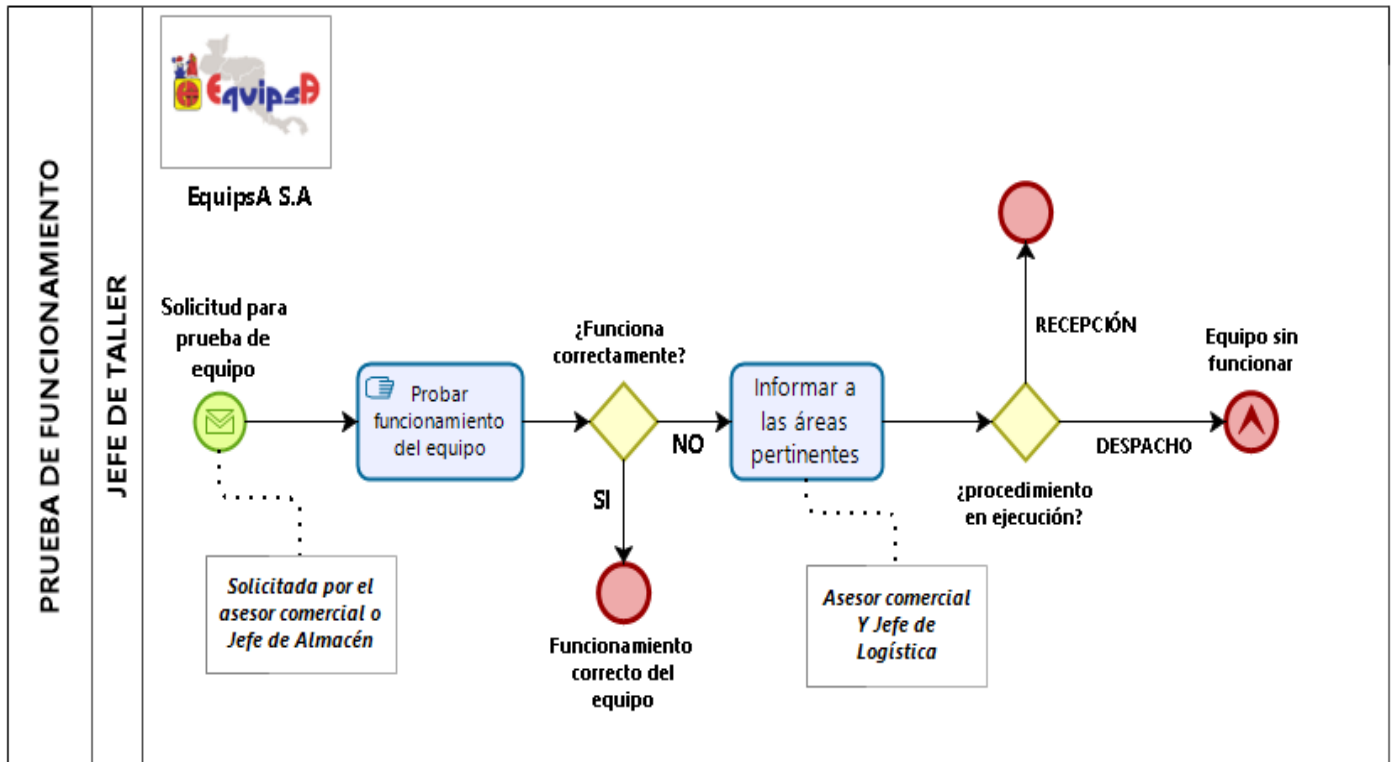 PRUEBA DE FUNCIONAMIENTO
JEFE DE TALLER
EquipsA
EquipsA S.A
Solicitud para
prueba de
equipo
Probar
funcionamiento
del equipo
¿Funciona
correctamente?
NO
SI
Informar a
las áreas
pertinentes
RECEPCIÓN
Equipo sin
funcionar
DESPACHO
¿procedimiento
en ejecución?
Solicitada por el
asesor comercial o
Jefe de Almacén
Funcionamiento
correcto del
equipo
Asesor comercial
Y Jefe de
Logística